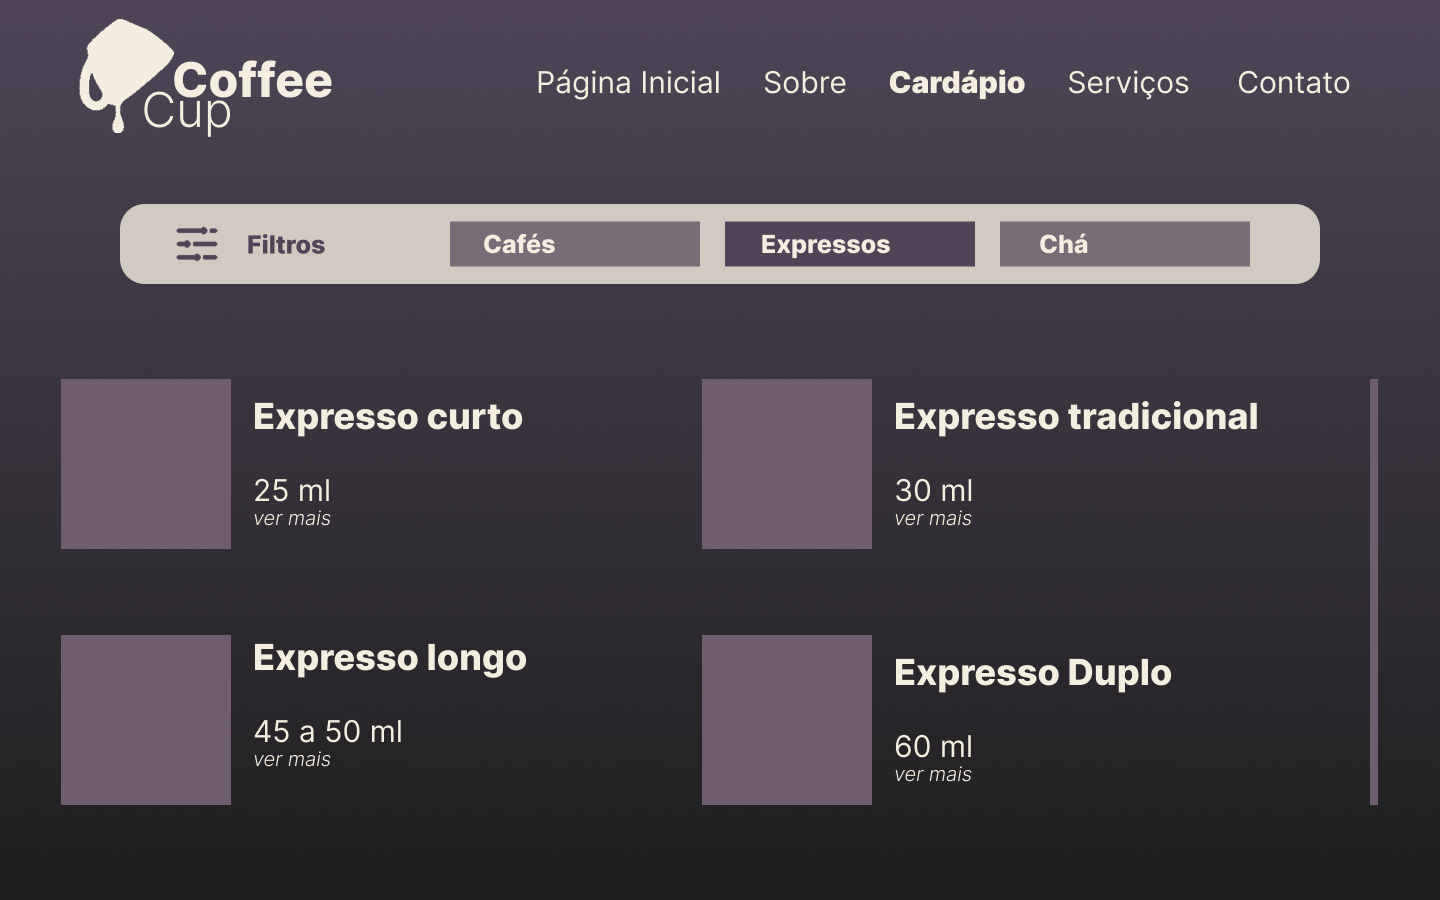 Coffee
Cup
Página Inicial Sobre Cardápio Serviços Contato
Filtros Cafés Expressos Chá
Expresso curto
25 ml
ver mais
Expresso tradicional
30 ml
ver mais
Expresso longo
45 a 50 ml
ver mais
Expresso Duplo
60 ml
ver mais